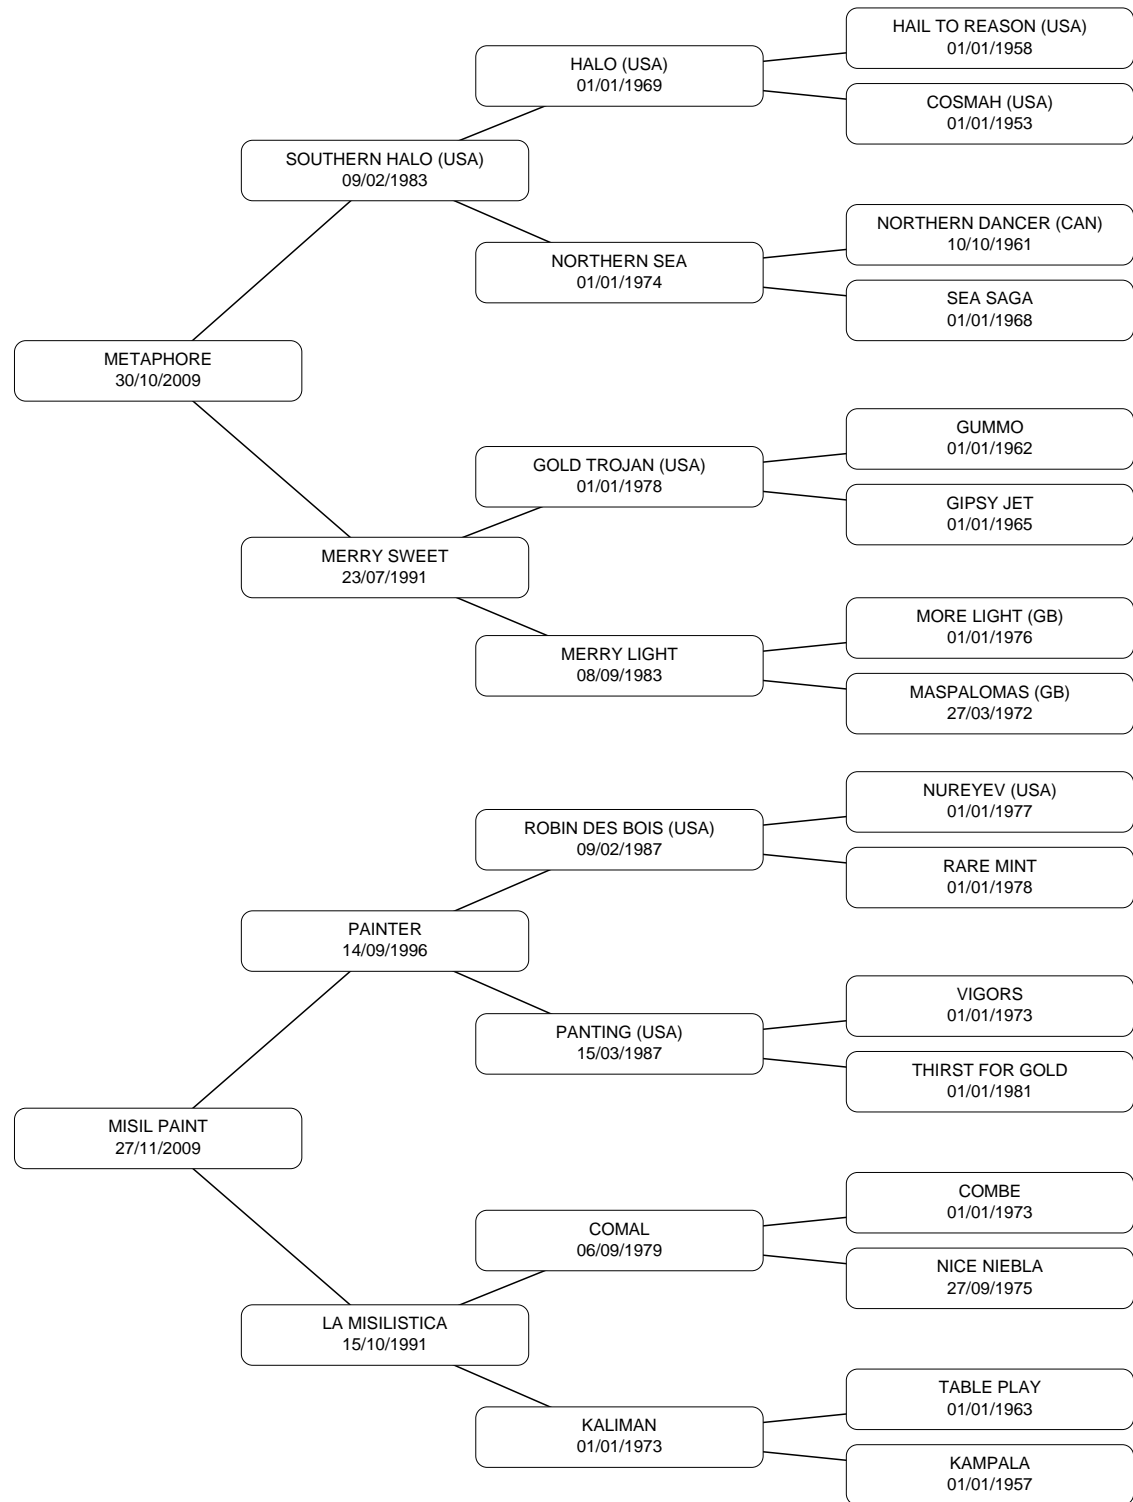 HAIL TO REASON (USA)
01/01/1958
HALO (USA)
01/01/1969
COSMAH (USA)
01/01/1953
SOUTHERN HALO (USA)
09/02/1983
NORTHERN DANCER (CAN)
10/10/1961
NORTHERN SEA
01/01/1974
SEA SAGA
01/01/1968
METAPHORE
30/10/2009
GUMMO
01/01/1962
GOLD TROJAN (USA)
01/01/1978
GIPSY JET
01/01/1965
MERRY SWEET
23/07/1991
MORE LIGHT (GB)
01/01/1976
MERRY LIGHT
08/09/1983
MASPALOMAS (GB)
27/03/1972
NUREYEV (USA)
01/01/1977
ROBIN DES BOIS (USA)
09/02/1987
RARE MINT
01/01/1978
PAINTER
14/09/1996
VIGORS
01/01/1973
PANTING (USA)
15/03/1987
THIRST FOR GOLD
01/01/1981
MISIL PAINT
27/11/2009
COMBE
01/01/1973
COMAL
06/09/1979
NICE NIEBLA
27/09/1975
LA MISILISTICA
15/10/1991
TABLE PLAY
01/01/1963
KALIMAN
01/01/1973
KAMPALA
01/01/1957